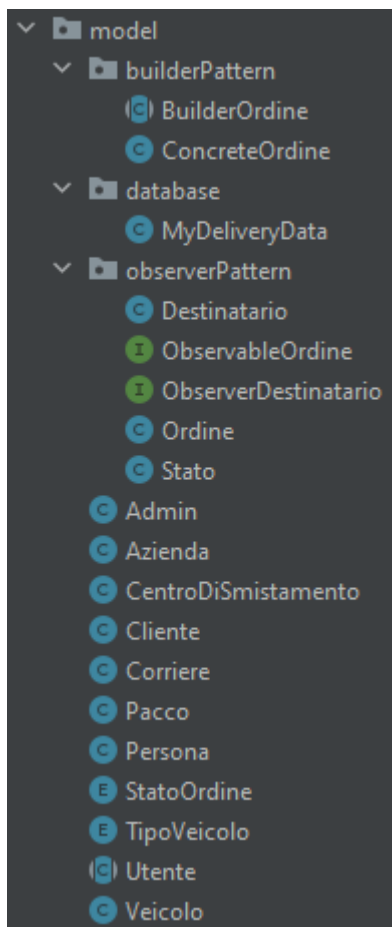 model
builderPattern
BuilderOrdine
ConcreteOrdine
database
MyDeliveryData
observerPattern
Destinatario
ObservableOrdine
ObserverDestinatario
Ordine
Stato
Admin
Azienda
CentroDiSmistamento
Cliente
Corriere
Pacco
Persona
StatoOrdine
TipoVeicolo
Utente
Veicolo